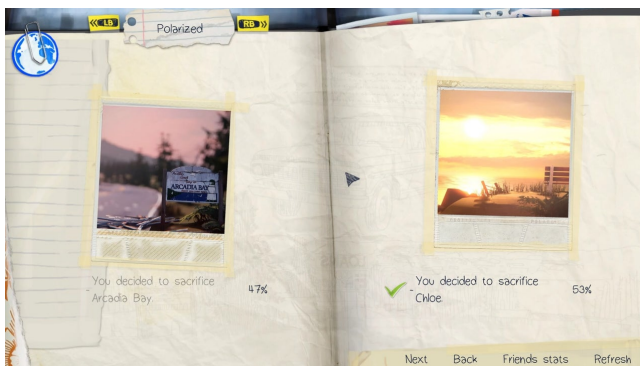 LB
Polarized
RB
ARCADIA BAY
You decided to sacrifice
- Arcadia Bay.
47%
You decided to sacrifice
- Chloe.
53%
Next Back Friends stats Refresh